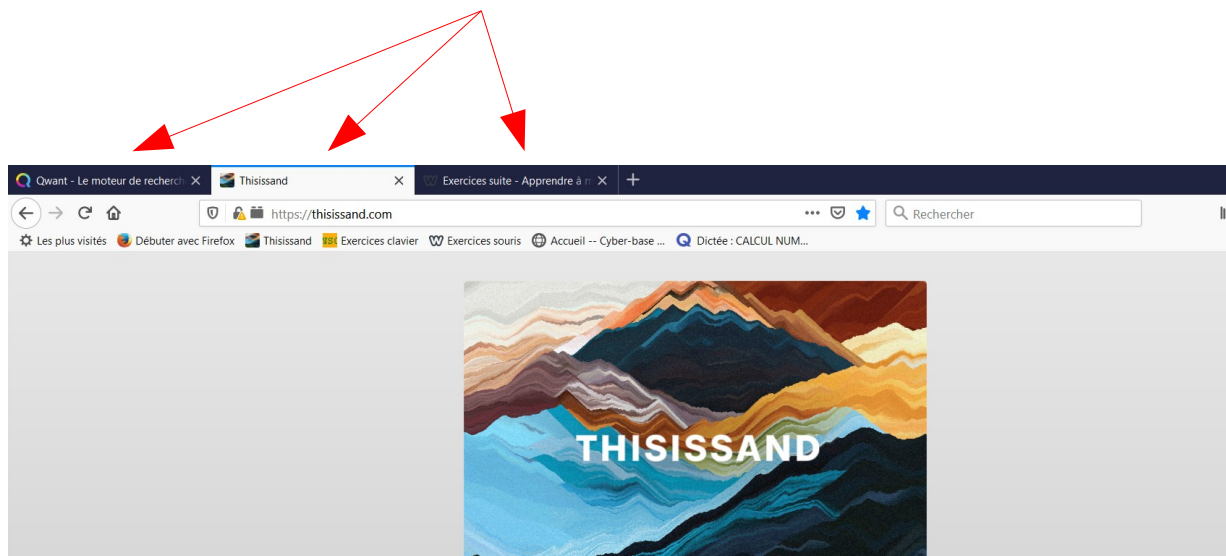 Qwant - Le moteur de recherch
Thisissand
Exercices suite - Apprendre à
https://thisissand.com
Rechercher
Les plus visités
Débuter avec Firefox
Thisissand
Exercices clavier
Exercices souris
Accueil -- Cyber-base ...
Dictée : CALCUL NUM...
THISISSAND